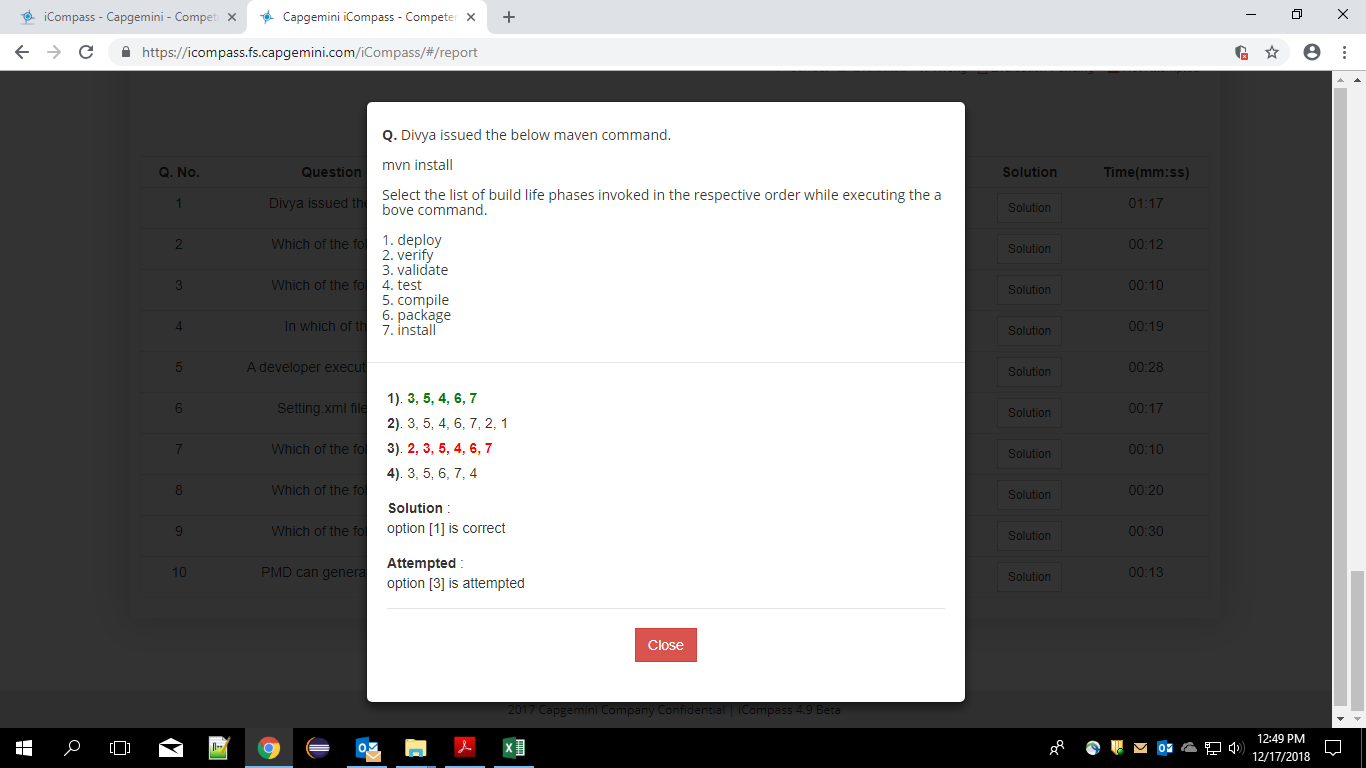 iCompass - Capgemini - Compet
Capgemini iCompass - Competen
https://icompass.fs.capgemini.com/iCompass/#/report
Q. No.
Question
Solution
Time(mm:ss)
1
Divya issued the
Solution
01:17
2
Which of the fo
Solution
00:12
3
Which of the fo
Solution
00:10
4
In which of th
Solution
00:19
5
A developer execut
Solution
00:28
6
Setting.xml file
Solution
00:17
7
Which of the fo
Solution
00:10
8
Which of the fo
Solution
00:20
9
Which of the fo
Solution
00:30
10
PMD can genera
Solution
00:13
Q. Divya issued the below maven command.
mvn install
Select the list of build life phases invoked in the respective order while executing the a
bove command.
1. deploy
2. verify
3. validate
4. test
5. compile
6. package
7. install
1). 3, 5, 4, 6, 7
2). 3, 5, 4, 6, 7, 2, 1
3). 2, 3, 5, 4, 6, 7
4). 3, 5, 6, 7, 4
Solution :
option [1] is correct
Attempted :
option [3] is attempted
Close
2017 Capgemini Company Confidential | iCompass 4.9 Beta
12:49 PM
12/17/2018